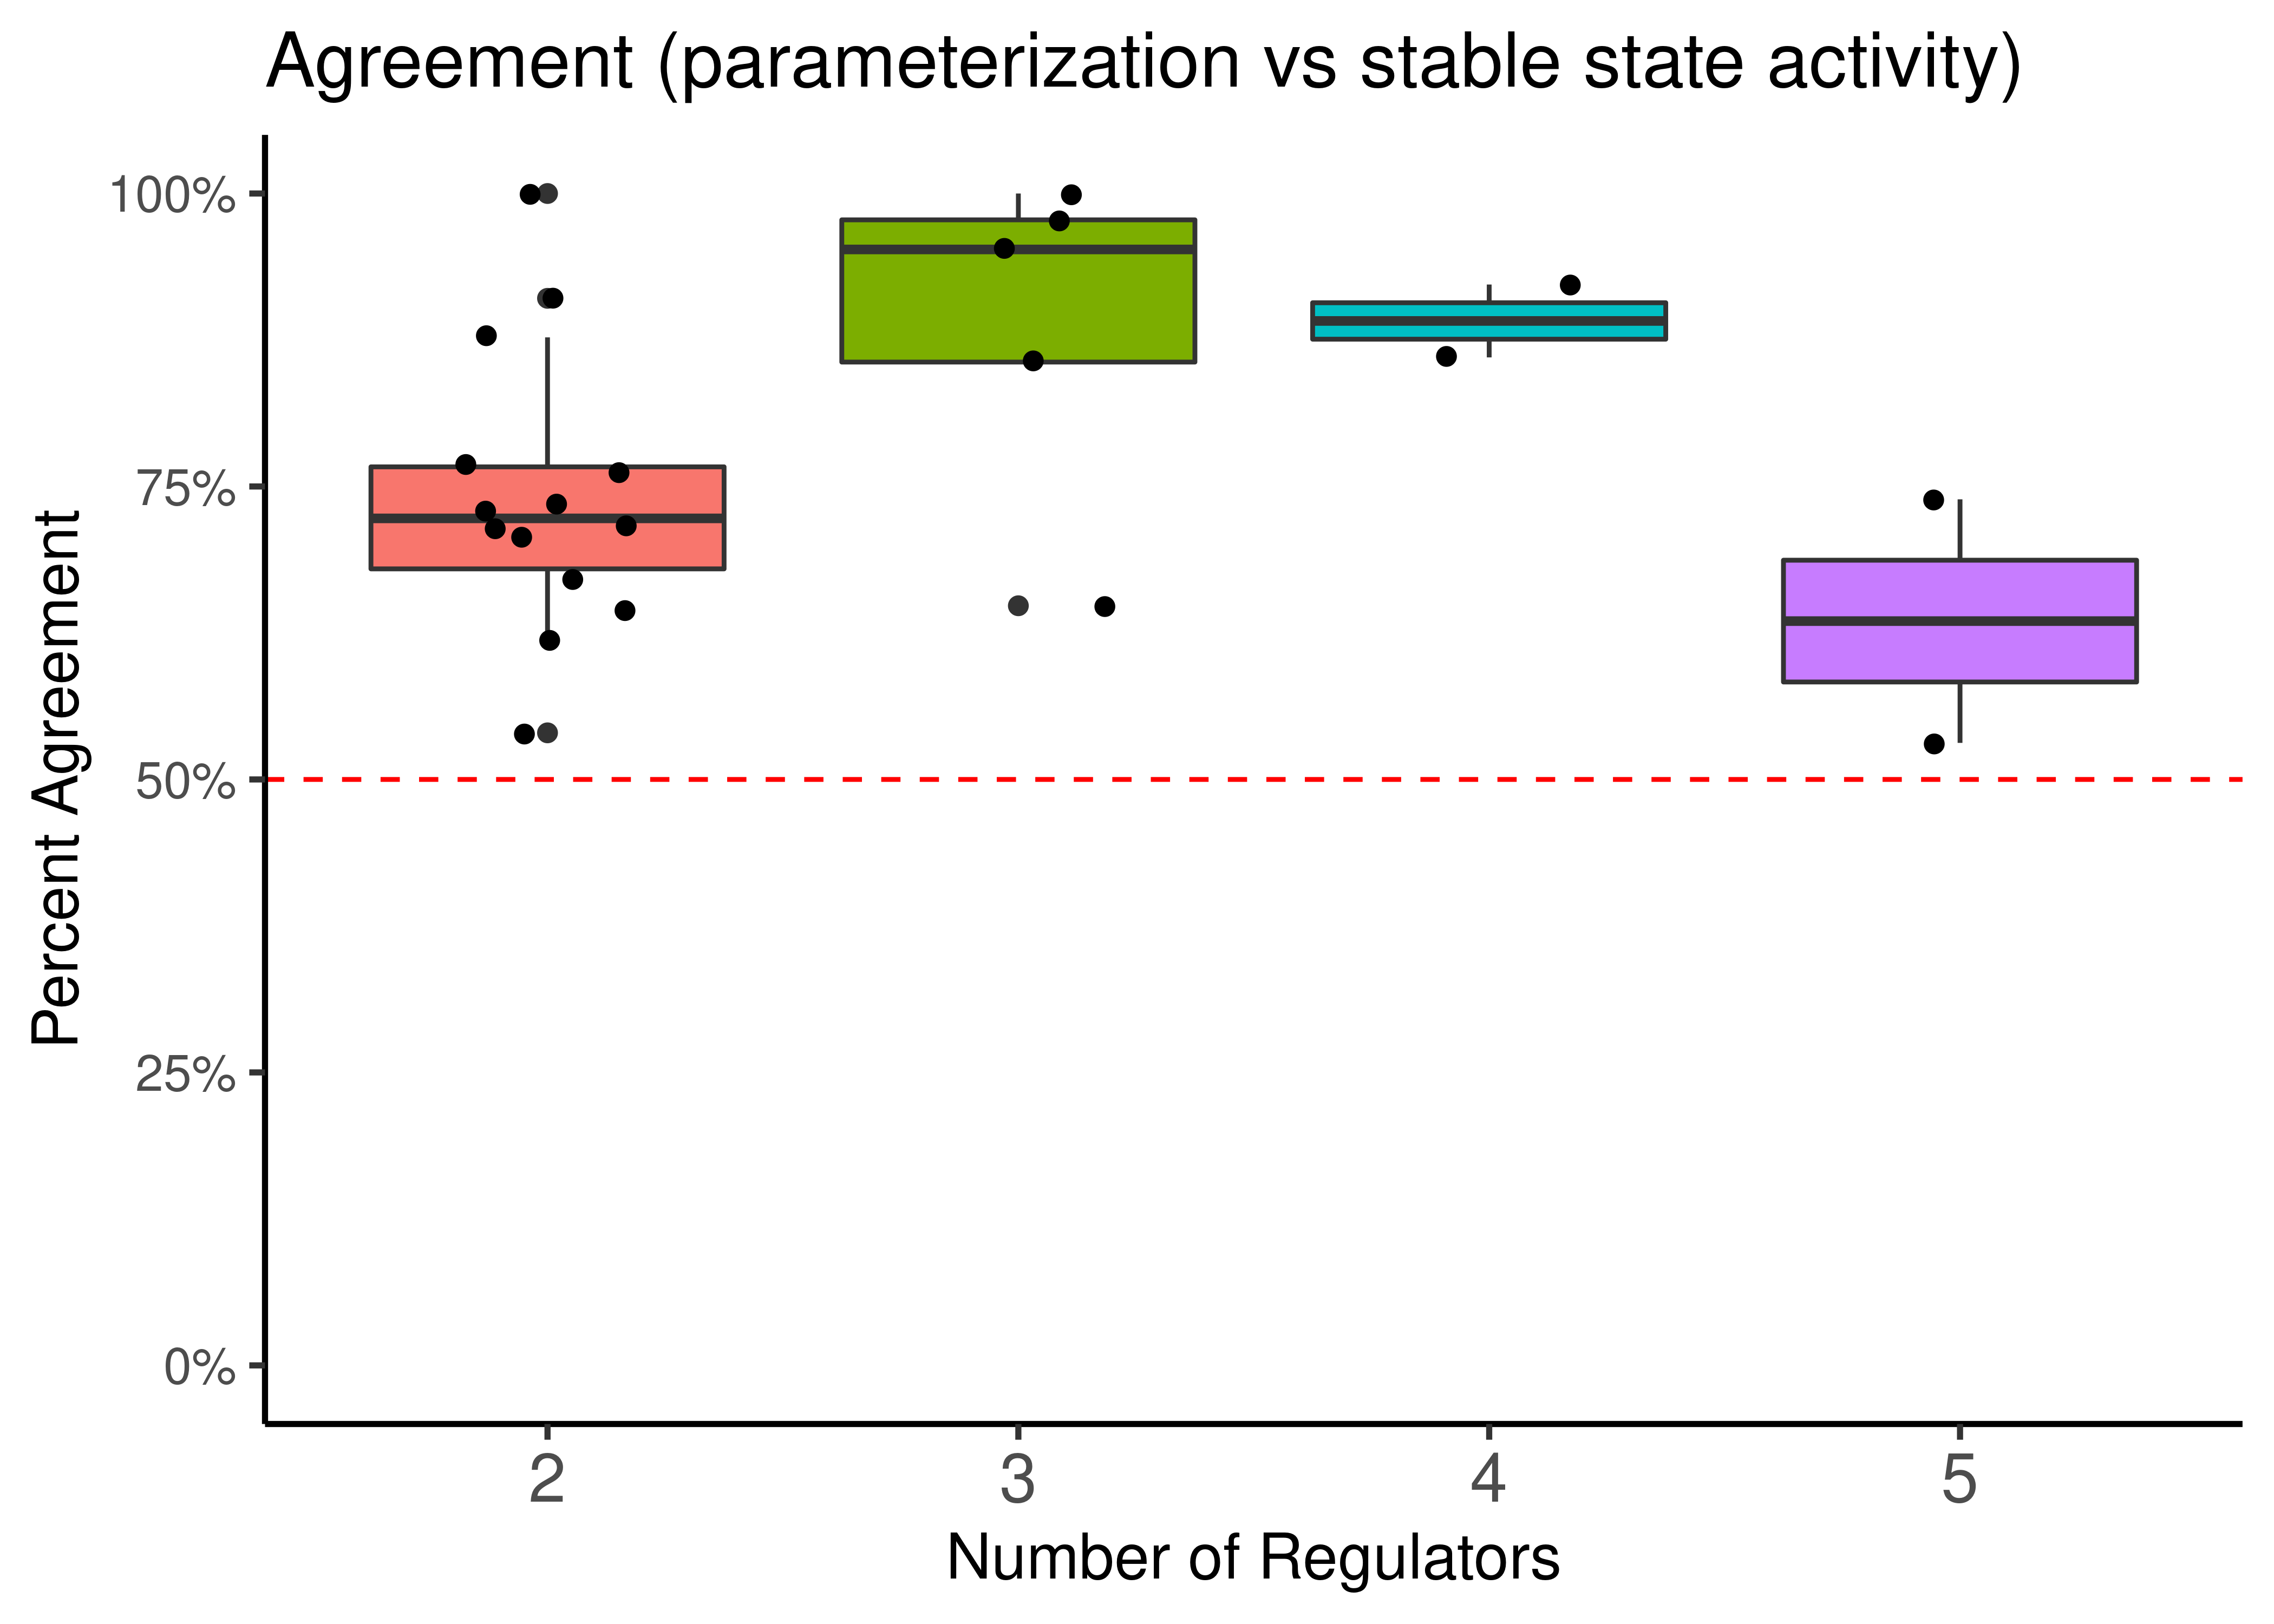 Agreement (parameterization vs stable state activity)
Percent Agreement
100%
75%
50%
25%
0%
2 3 4 5
Number of Regulators